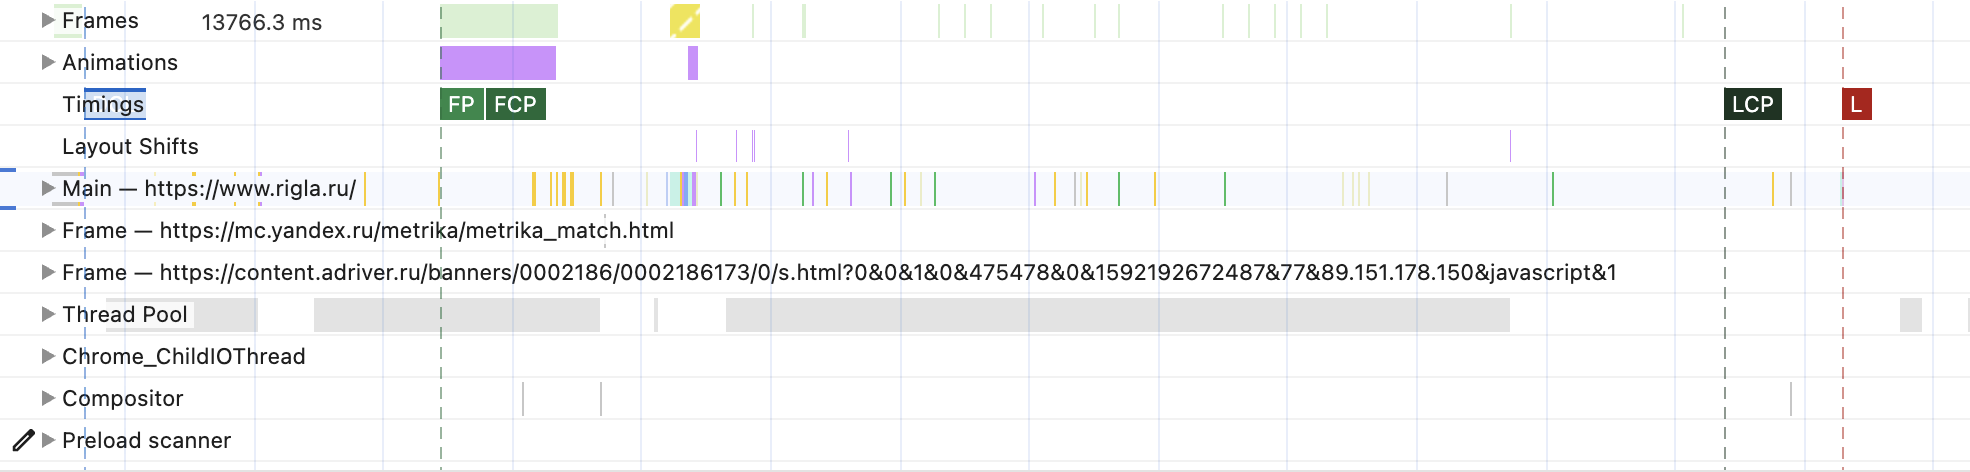 Frames 13766.3 ms
Animations
Timings FP FCP LCP L
Layout Shifts
Main — https://www.rigla.ru/
Frame — https://mc.yandex.ru/metrika/metrika_match.html
Frame — https://content.adriver.ru/banners/0002186/0002186173/0/s.html?0&0&1&0&475478&0&1592192672487&77&89.151.178.150&javascript&1
Thread Pool
Chrome_ChildIOThread
Compositor
Preload scanner